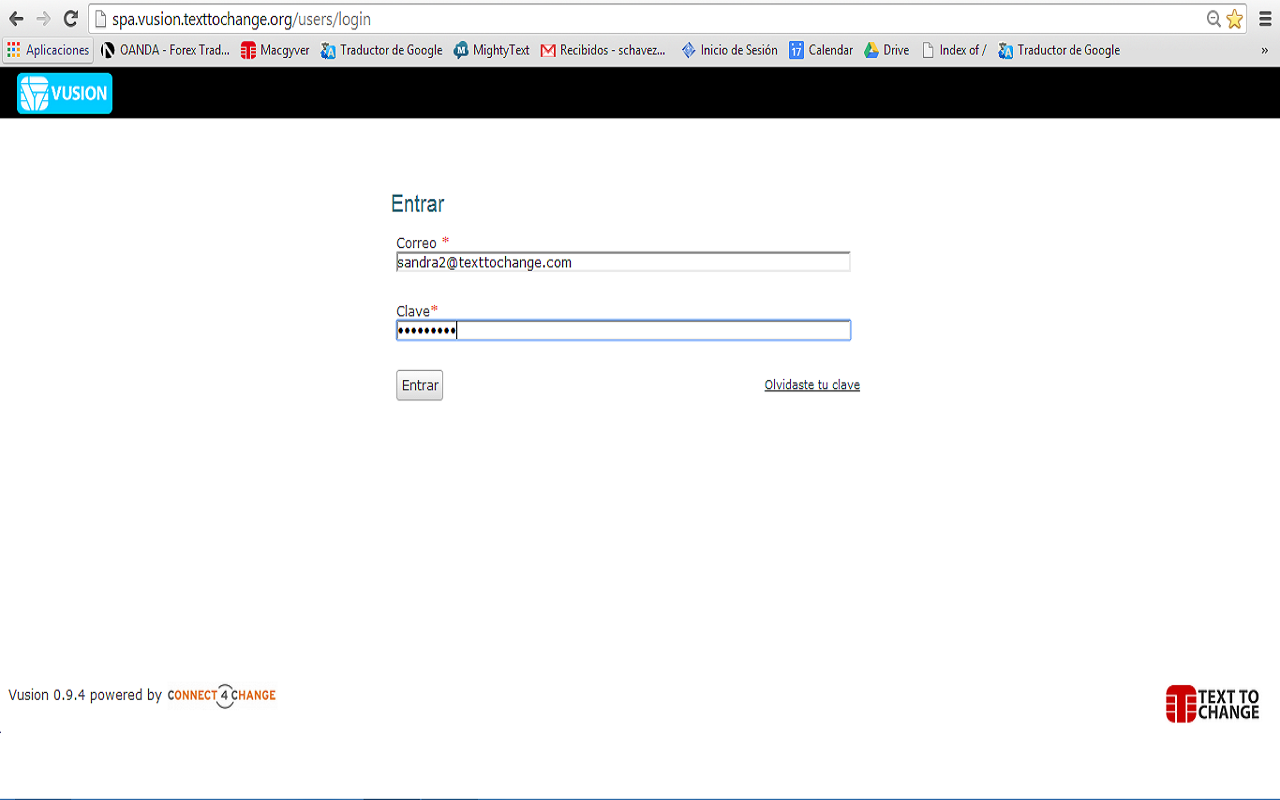 spa.vusion.texttochange.org/users/login
Aplicaciones OANDA - Forex Trad... Macgyver Traductor de Google MightyText Recibidos - schavez... Inicio de Sesión 17 Calendar Drive Index of / Traductor de Google »
VUSION
Entrar
Correo *
sandra2@texttochange.com
Clave*
•••••••••
Entrar Olvidaste tu clave
Vusion 0.9.4 powered by CONNECT 4 CHANGE
TEXT TO
CHANGE